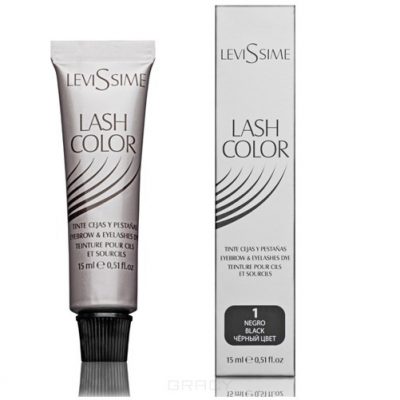 LEVISSIME
LASH
COLOR
TINTE CEJAS Y PESTAÑAS
EYEBROW & EYELASHES DYE
TEINTURE POUR CILS
ET SOURCILS
15 ml ℮ 0,51 fl.oz
LEVISSIME
LASH
COLOR
TINTE CEJAS Y PESTAÑAS
EYEBROW & EYELASHES DYE
TEINTURE POUR CILS
ET SOURCILS
1
NEGRO
BLACK
ЧЁРНЫЙ ЦВЕТ
15 ml ℮ 0,51 fl.oz
GRACY